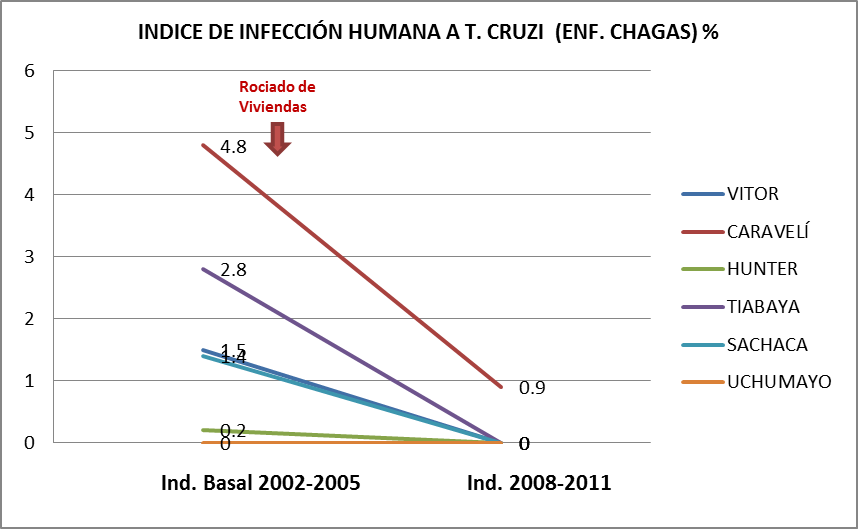 INDICE DE INFECCIÓN HUMANA A T. CRUZI (ENF. CHAGAS) %
6
5
4
3
2
1
0
Rociado de
Viviendas
4.8
2.8
1.5
1.4
0.2
0
0.9
0
Ind. Basal 2002-2005
Ind. 2008-2011
VITOR
CARAVELÍ
HUNTER
TIABAYA
SACHACA
UCHUMAYO